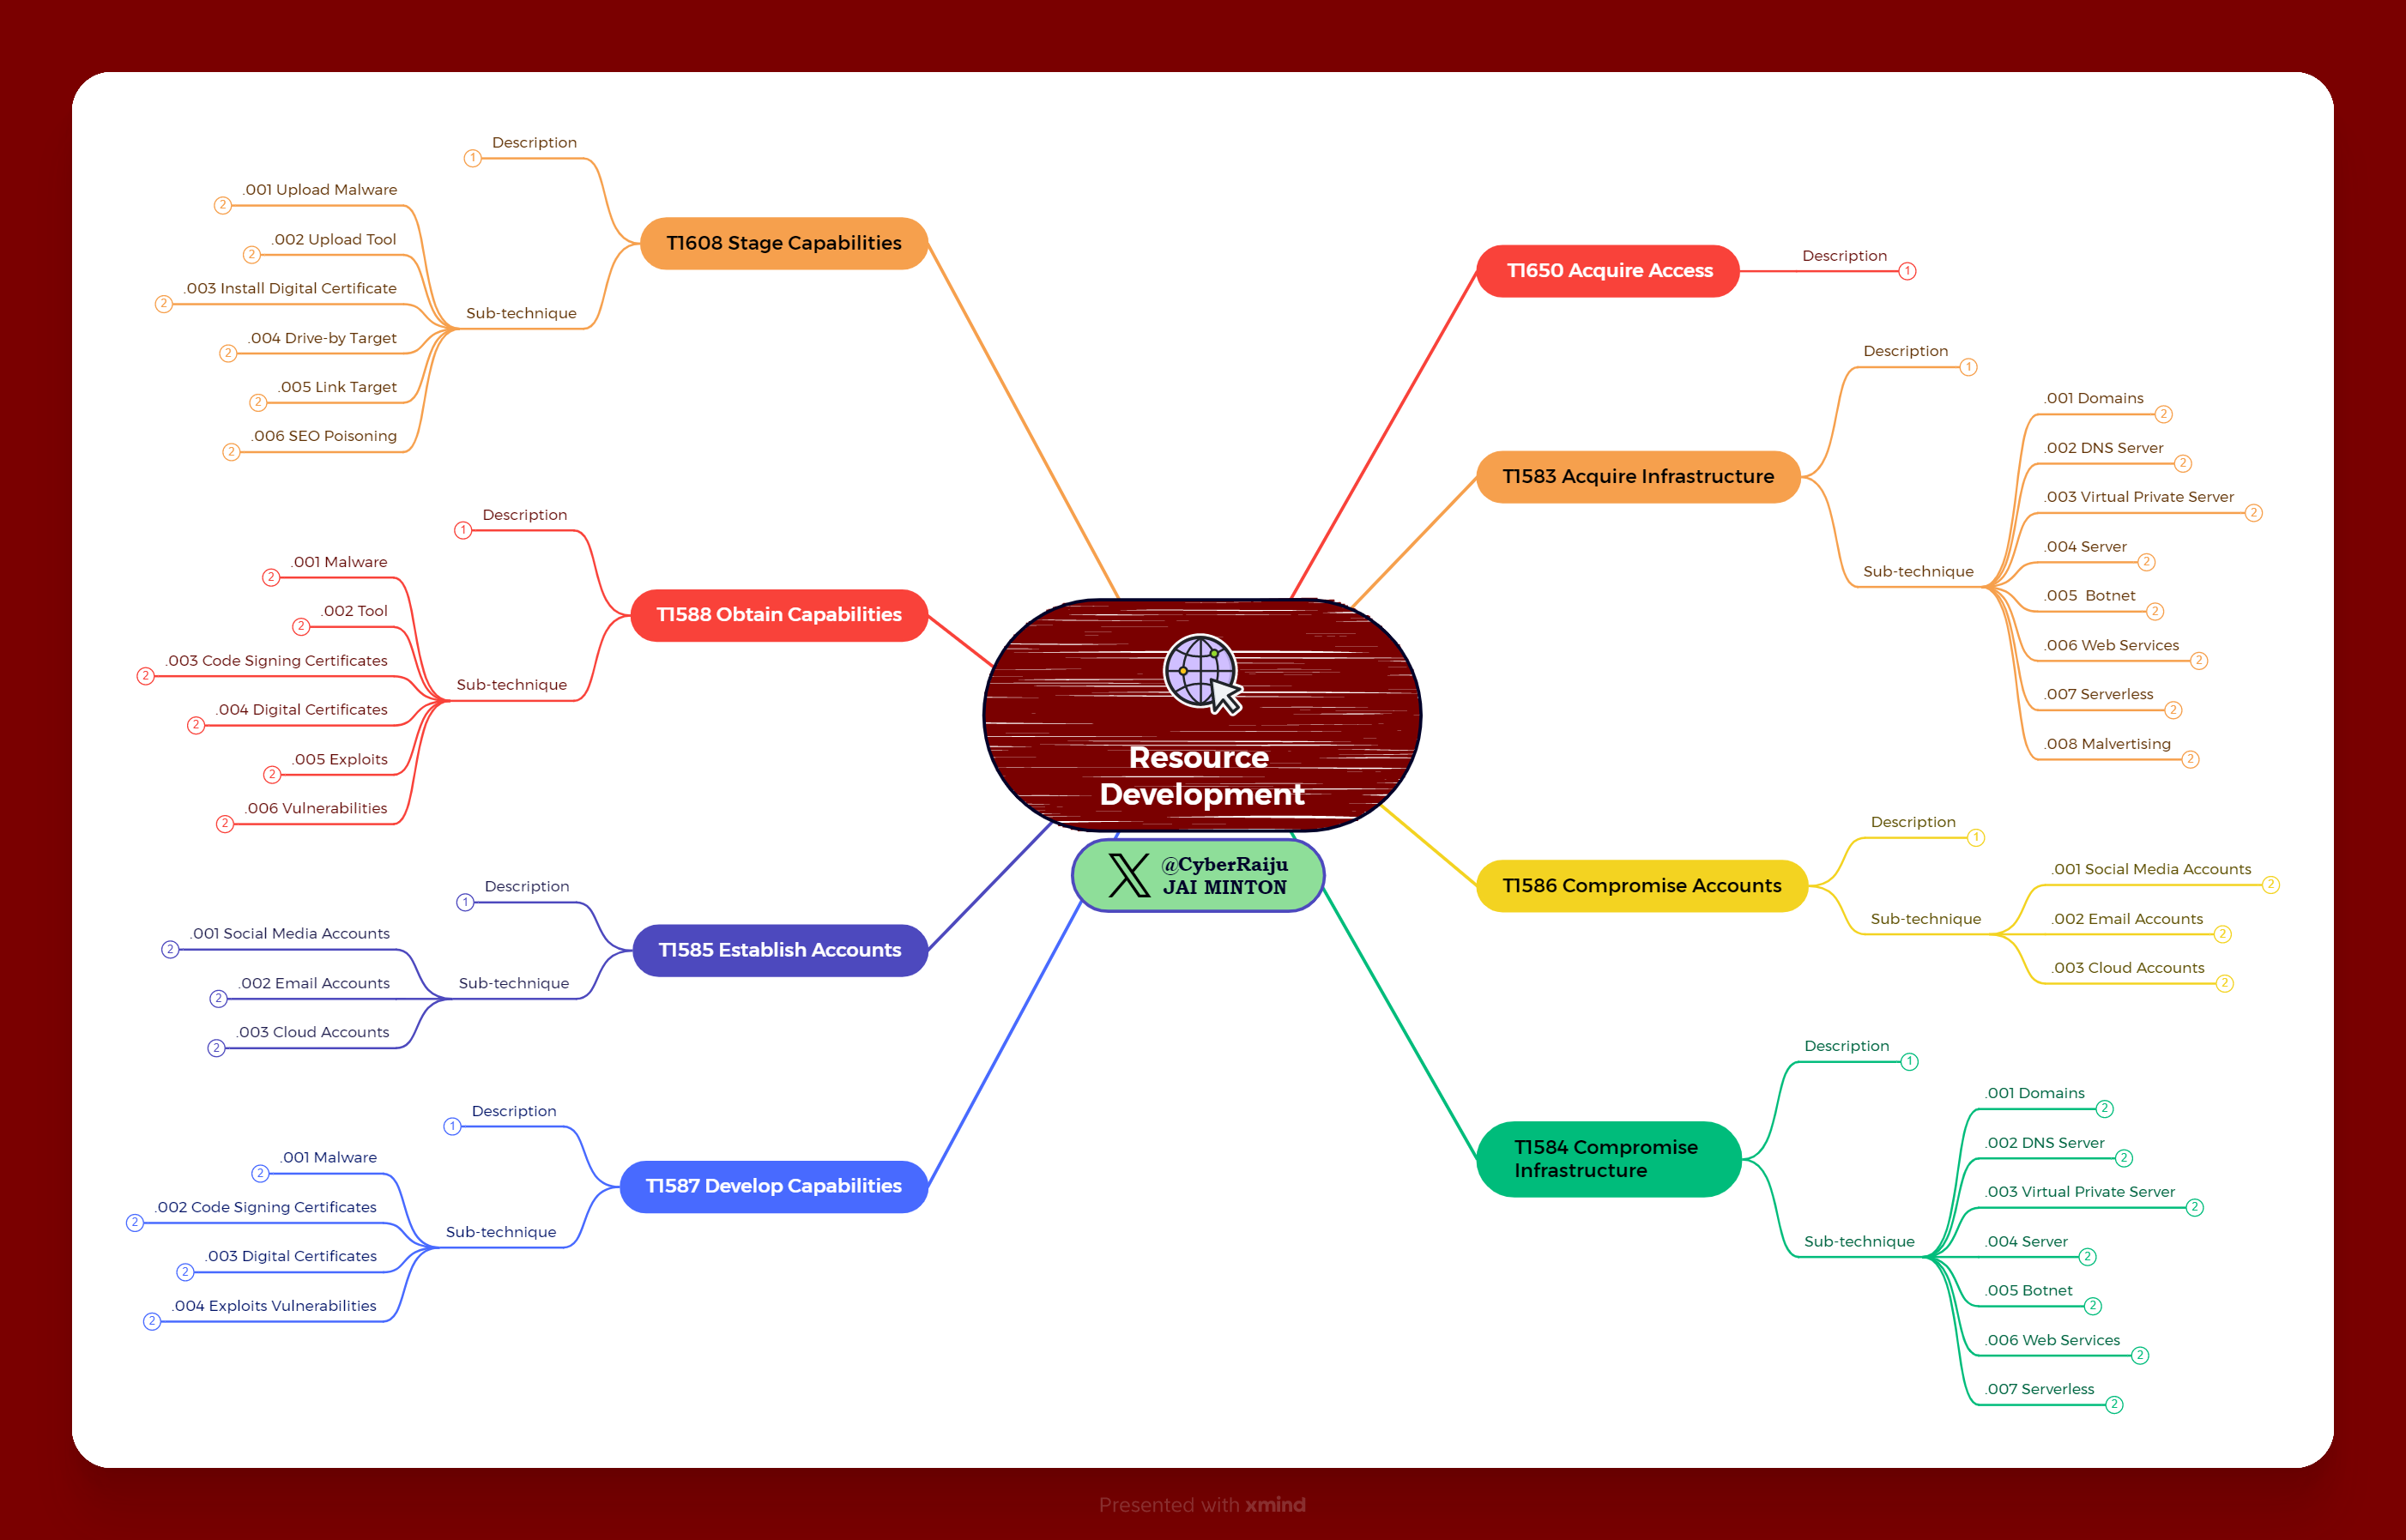 Description
1
.001 Upload Malware
2
.002 Upload Tool
2
.003 Install Digital Certificate
2
.004 Drive-by Target
2
.005 Link Target
2
.006 SEO Poisoning
2
Sub-technique
T1608 Stage Capabilities
Description
1
.001 Malware
2
.002 Tool
2
.003 Code Signing Certificates
2
.004 Digital Certificates
2
.005 Exploits
2
.006 Vulnerabilities
2
Sub-technique
T1588 Obtain Capabilities
Description
1
.001 Social Media Accounts
2
.002 Email Accounts
2
.003 Cloud Accounts
2
Sub-technique
T1585 Establish Accounts
Description
1
.001 Malware
2
.002 Code Signing Certificates
2
.003 Digital Certificates
2
.004 Exploits Vulnerabilities
2
Sub-technique
T1587 Develop Capabilities
Resource
Development
@CyberRaiju
JAI MINTON
T1650 Acquire Access
Description
1
T1583 Acquire Infrastructure
Description
1
Sub-technique
.001 Domains
2
.002 DNS Server
2
.003 Virtual Private Server
2
.004 Server
2
.005  Botnet
2
.006 Web Services
2
.007 Serverless
2
.008 Malvertising
2
T1586 Compromise Accounts
Description
1
Sub-technique
.001 Social Media Accounts
2
.002 Email Accounts
2
.003 Cloud Accounts
2
T1584 Compromise
Infrastructure
Description
1
Sub-technique
.001 Domains
2
.002 DNS Server
2
.003 Virtual Private Server
2
.004 Server
2
.005 Botnet
2
.006 Web Services
2
.007 Serverless
2
Presented with xmind